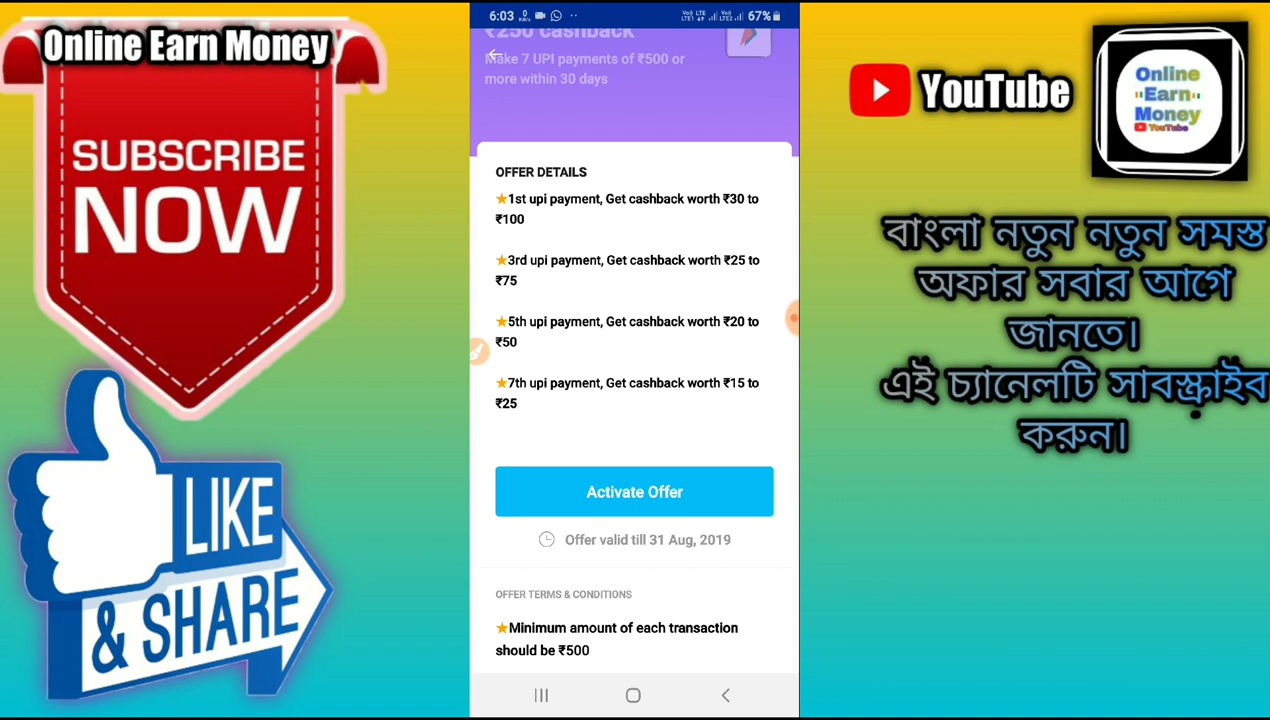 Online Earn Money
SUBSCRIBE
NOW
LIKE
& SHARE
6:03
67%
₹250 cashback
Make 7 UPI payments of ₹500 or
more within 30 days
OFFER DETAILS
1st upi payment, Get cashback worth ₹30 to
₹100
3rd upi payment, Get cashback worth ₹25 to
₹75
5th upi payment, Get cashback worth ₹20 to
₹50
7th upi payment, Get cashback worth ₹15 to
₹25
Activate Offer
Offer valid till 31 Aug, 2019
OFFER TERMS & CONDITIONS
Minimum amount of each transaction
should be ₹500
YouTube
Online
Earn
Money
YouTube
বাংলা নতুন নতুন সমস্ত
অফার সবার আগে
জানতে।
এই চ্যানেলটি সাবস্ক্রাইব
করুন।